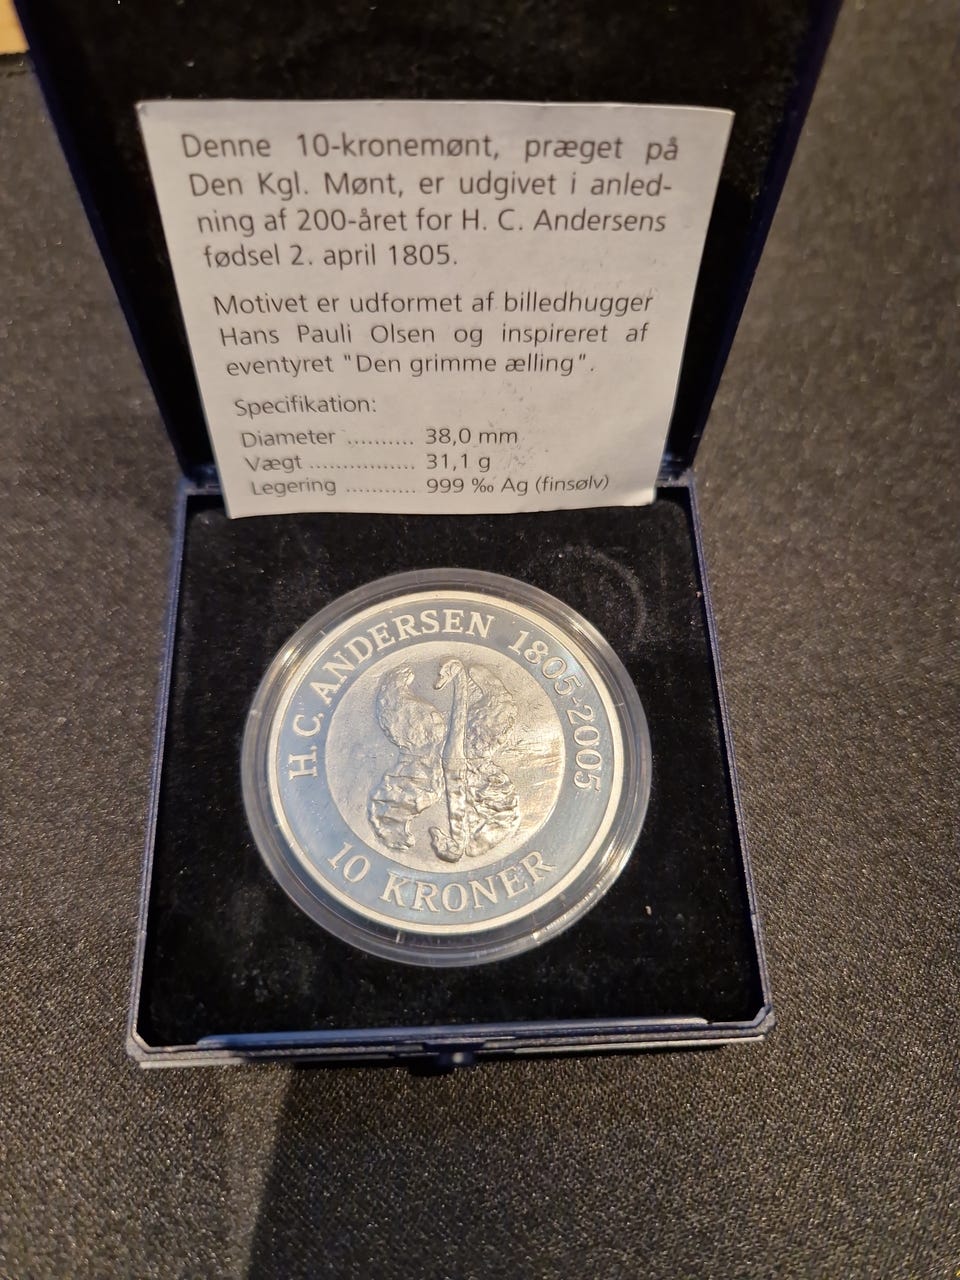 Denne 10-kronemønt, præget på
Den Kgl. Mønt, er udgivet i anled-
ning af 200-året for H. C. Andersens
fødsel 2. april 1805.
Motivet er udformet af billedhugger
Hans Pauli Olsen og inspireret af
eventyret "Den grimme ælling".
Specifikation:
Diameter .......... 38,0 mm
Vægt ................ 31,1 g
Legering ........... 999 ‰ Ag (finsølv)
H. C. ANDERSEN 1805-2005
10 KRONER